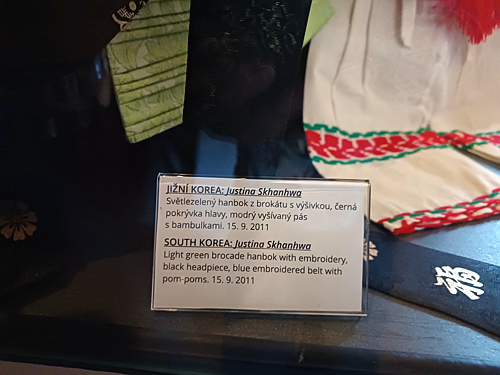 JIŽNÍ KOREA: Justina Skhanhwa
Světlezelený hanbok z brokátu s výšivkou, černá
pokrývka hlavy, modrý vyšívaný pás
s bambulkami. 15. 9. 2011
SOUTH KOREA: Justina Skhanhwa
Light green brocade hanbok with embroidery,
black headpiece, blue embroidered belt with
pom-poms. 15. 9. 2011